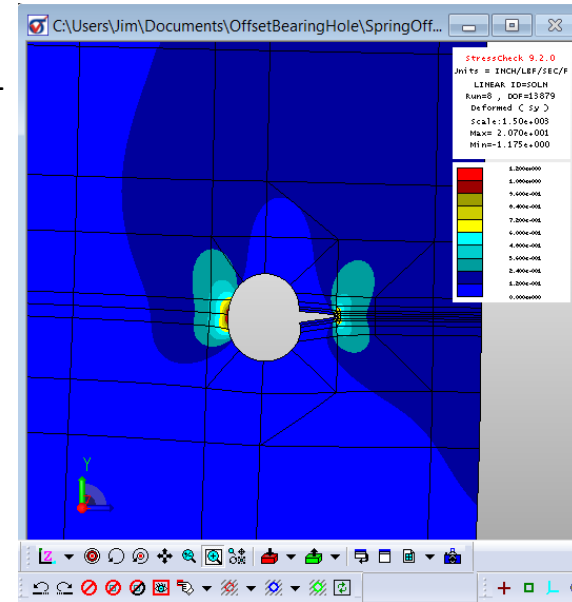 C:\Users\Jim\Documents\OffsetBearingHole\SpringOff...
StressCheck 9.2.0
Units = INCH/LBF/SEC/F
LINEAR ID=SOLN
Run=8 , DOF=13879
Deformed ( Sy )
Scale:1.50e+003
Max= 2.070e+001
Min=-1.175e+000
1.200e+000
1.080e+000
9.600e-001
8.400e-001
7.200e-001
6.000e-001
4.800e-001
3.600e-001
2.400e-001
1.200e-001
0.000e+000
Y
Z